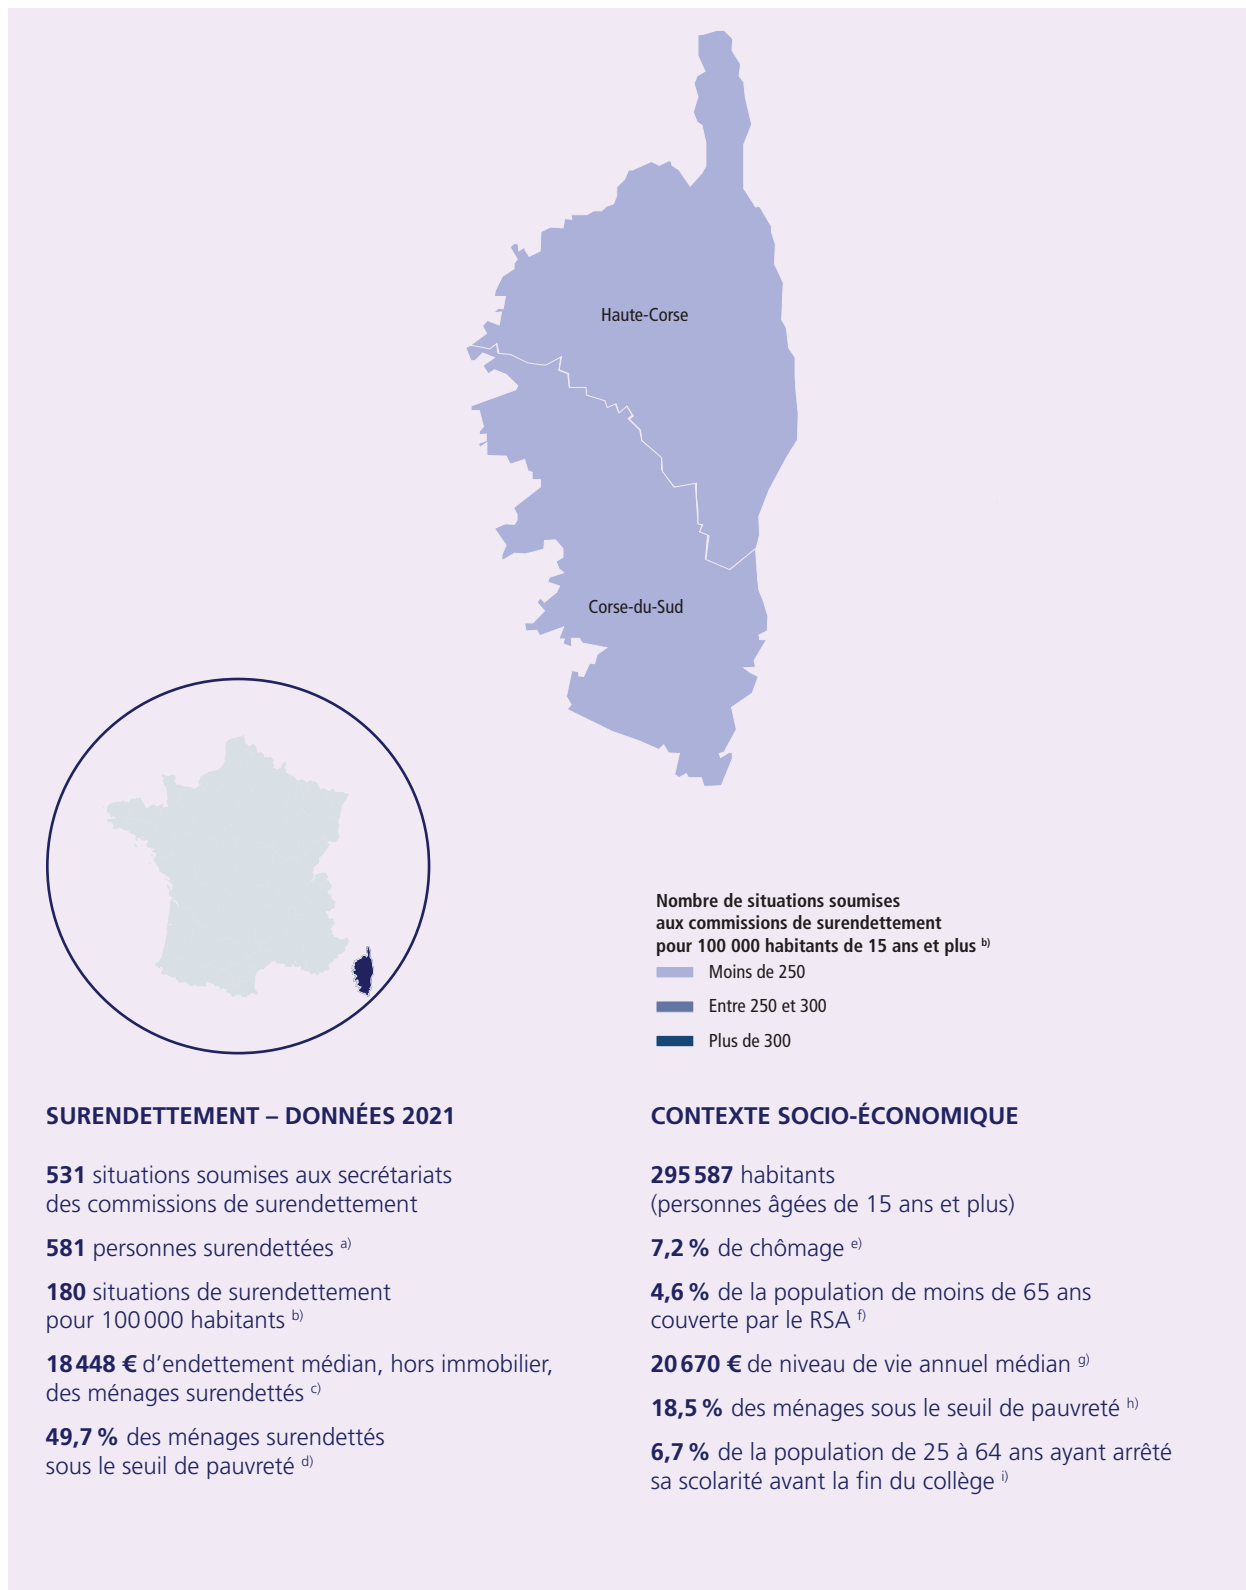 Haute-Corse
Corse-du-Sud
Nombre de situations soumises
aux commissions de surendettement
pour 100 000 habitants de 15 ans et plus b)
Moins de 250
Entre 250 et 300
Plus de 300
SURENDETTEMENT – DONNÉES 2021
531 situations soumises aux secrétariats
des commissions de surendettement
581 personnes surendettées a)
180 situations de surendettement
pour 100 000 habitants b)
18 448 € d’endettement médian, hors immobilier,
des ménages surendettés c)
49,7 % des ménages surendettés
sous le seuil de pauvreté d)
CONTEXTE SOCIO-ÉCONOMIQUE
295 587 habitants
(personnes âgées de 15 ans et plus)
7,2 % de chômage e)
4,6 % de la population de moins de 65 ans
couverte par le RSA f)
20 670 € de niveau de vie annuel médian g)
18,5 % des ménages sous le seuil de pauvreté h)
6,7 % de la population de 25 à 64 ans ayant arrêté
sa scolarité avant la fin du collège i)